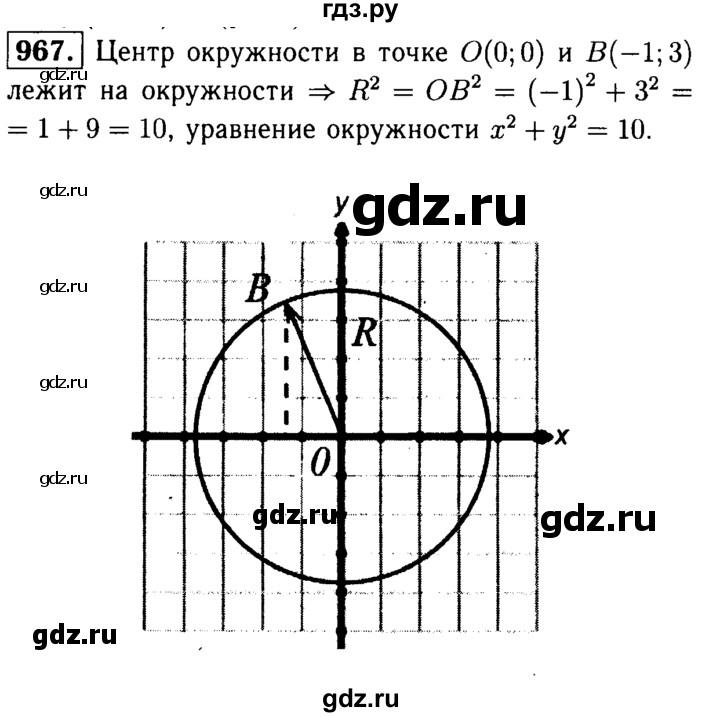 гдз.ру
967. Центр окружности в точке O(0; 0) и B(−1; 3)
лежит на окружности ⇒ R² = OB² = (−1)² + 3² =
= 1 + 9 = 10, уравнение окружности x² + y² = 10.
gdz.ru
y
gdz.ru
gdz.ru
B
R
gdz.ru
x
O
gdz.ru
gdz.ru
gdz.ru
gdz.ru
gdz.ru